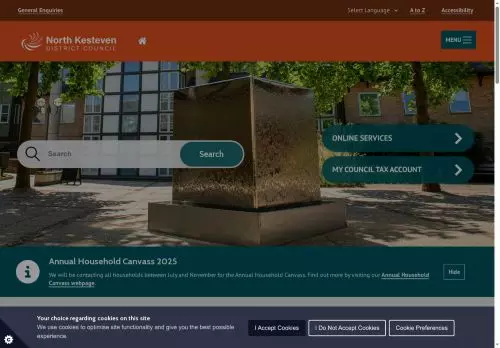 General Enquiries
Select Language
A to Z
Accessibility
North Kesteven
DISTRICT COUNCIL
MENU
Search
Search
ONLINE SERVICES
MY COUNCIL TAX ACCOUNT
Annual Household Canvass 2025
We will be contacting all households between July and November for the Annual Household Canvass. Find out more by visiting our Annual Household
Canvass webpage.
Hide
Your choice regarding cookies on this site
We use cookies to optimise site functionality and give you the best possible
experience.
I Accept Cookies
I Do Not Accept Cookies
Cookie Preferences